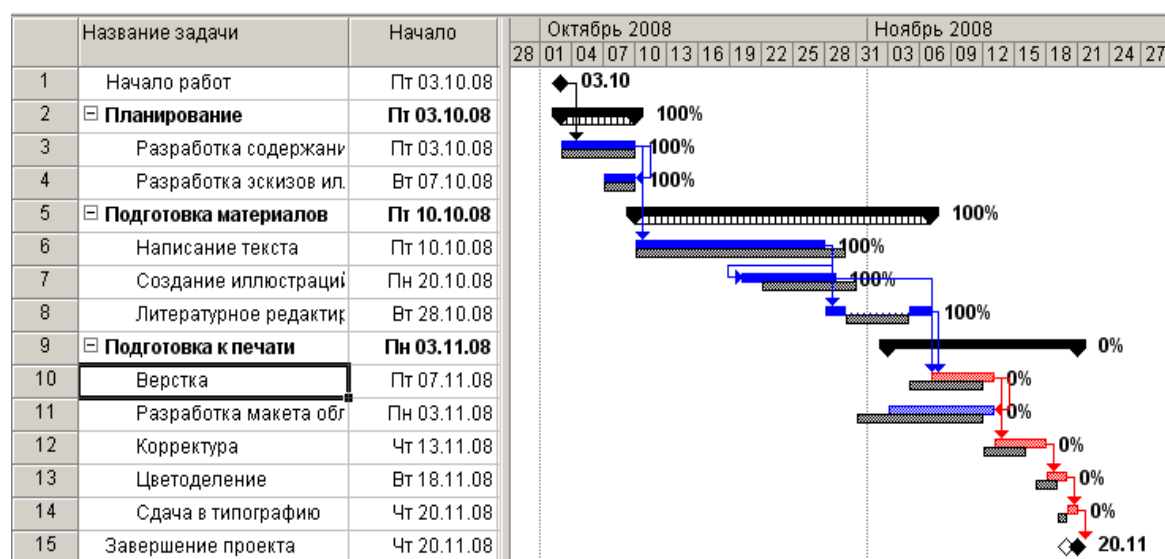 Название задачи Начало Октябрь 2008 Ноябрь 2008
28 01 04 07 10 13 16 19 22 25 28 31 03 06 09 12 15 18 21 24 27
1 Начало работ Пт 03.10.08 03.10
2 Планирование Пт 03.10.08 100%
3 Разработка содержани Пт 03.10.08 100%
4 Разработка эскизов ил. Вт 07.10.08 100%
5 Подготовка материалов Пт 10.10.08 100%
6 Написание текста Пт 10.10.08 100%
7 Создание иллюстраций Пн 20.10.08 100%
8 Литературное редактир Вт 28.10.08 100%
9 Подготовка к печати Пн 03.11.08 0%
10 Верстка Пт 07.11.08 0%
11 Разработка макета обл Пн 03.11.08 0%
12 Корректура Чт 13.11.08 0%
13 Цветоделение Вт 18.11.08 0%
14 Сдача в типографию Чт 20.11.08 0%
15 Завершение проекта Чт 20.11.08 20.11